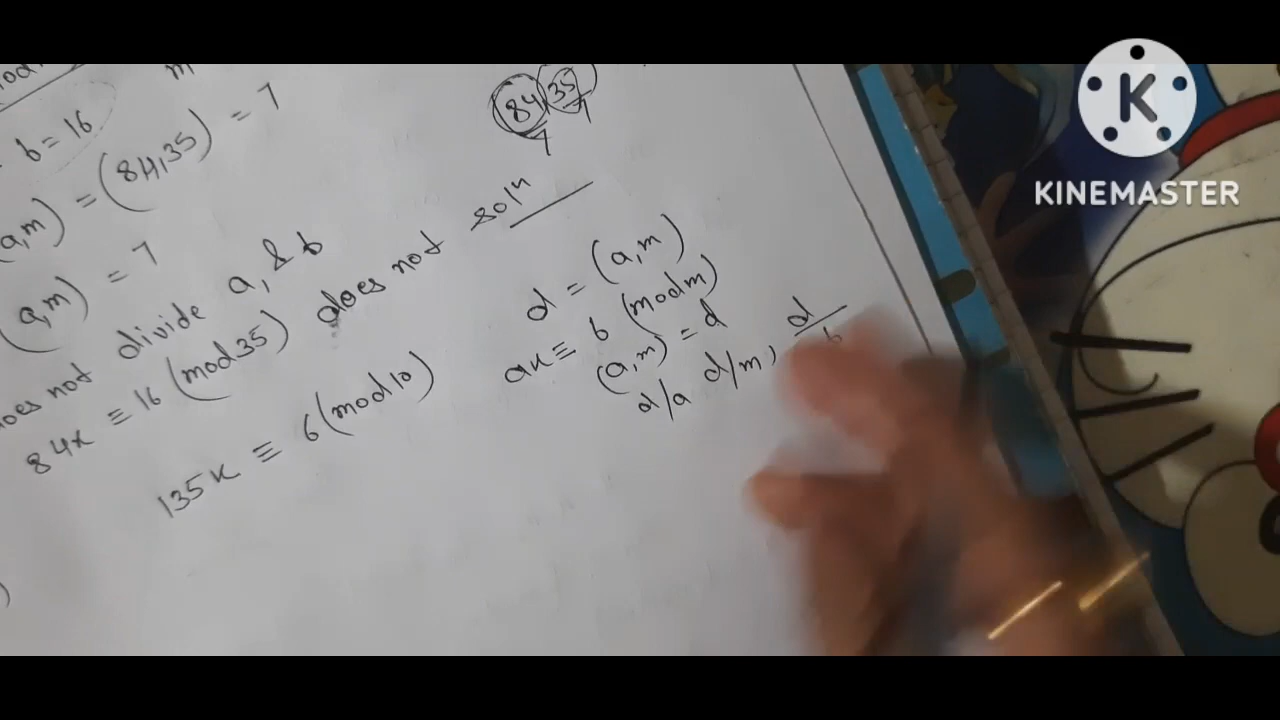 b = 16
(a,m) = (84,35) = 7
(a,m) = 7
does not divide a, & b
84x ≡ 16 (mod 35) does not soln
135x ≡ 6 (mod 10)
84 35
7 7
d = (a,m)
ax ≡ b (mod m)
(a,m) = d
d/a d/m, d/b
K
KINEMASTER